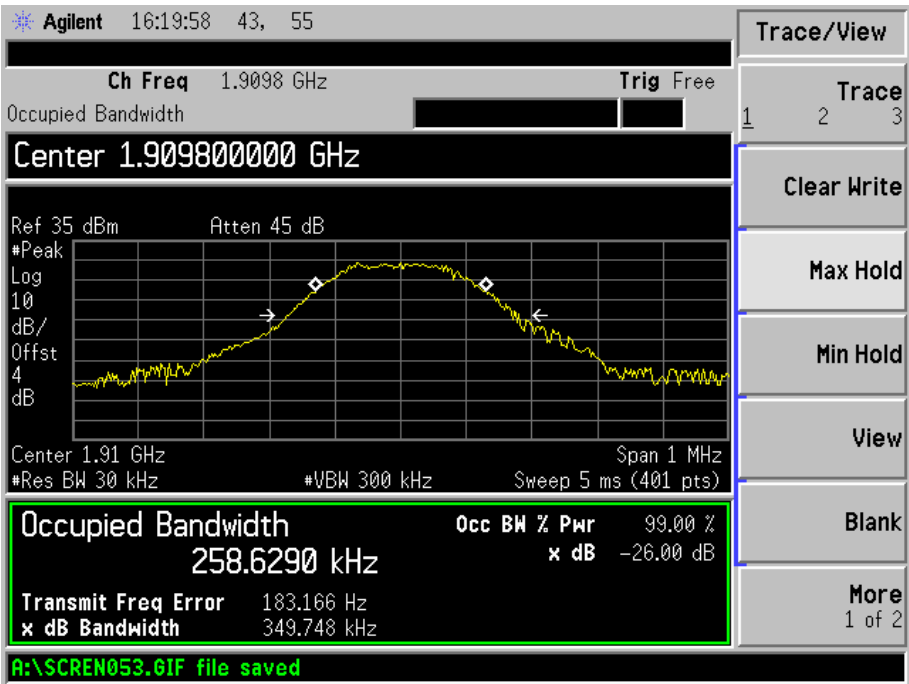 Agilent 16:19:58 43, 55
Ch Freq 1.9098 GHz Trig Free
Occupied Bandwidth
Center 1.909800000 GHz
Ref 35 dBm Atten 45 dB
#Peak
Log
10
dB/
Offst
4
dB
Center 1.91 GHz Span 1 MHz
#Res BW 30 kHz #VBW 300 kHz Sweep 5 ms (401 pts)
Occupied Bandwidth
258.6290 kHz
Occ BW % Pwr 99.00 %
x dB -26.00 dB
Transmit Freq Error 183.166 Hz
x dB Bandwidth 349.748 kHz
A:\SCREN053.GIF file saved
Trace/View
Trace
1 2 3
Clear Write
Max Hold
Min Hold
View
Blank
More
1 of 2